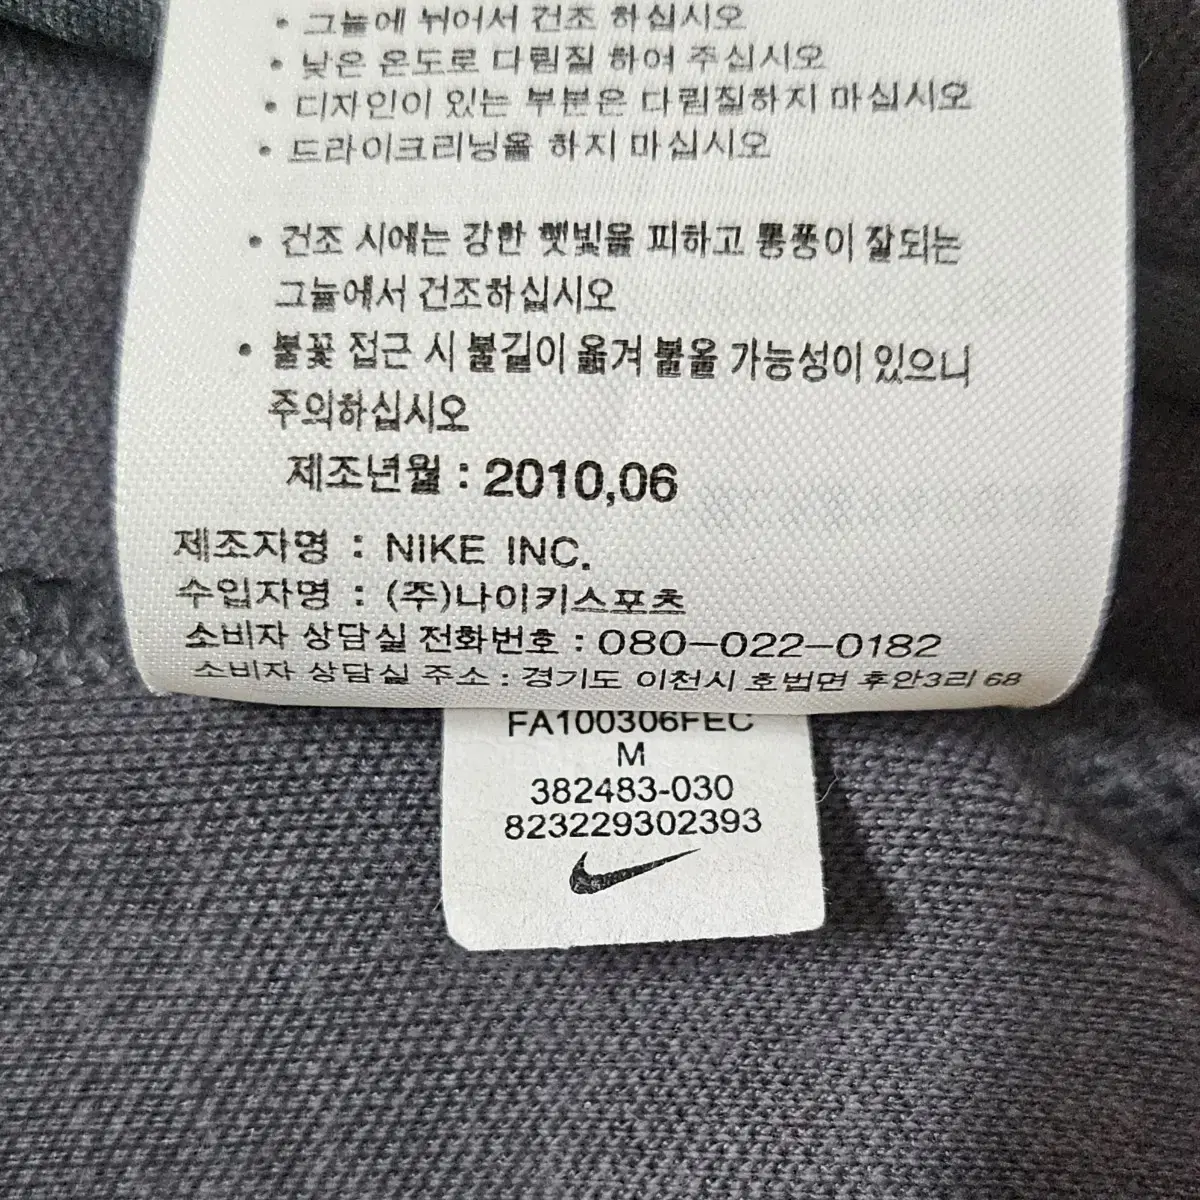 • 그늘에 뉘어서 건조 하십시오
• 낮은 온도로 다림질 하여 주십시오
• 디자인이 있는 부분은 다림질하지 마십시오
• 드라이크리닝을 하지 마십시오
• 건조 시에는 강한 햇빛을 피하고 통풍이 잘되는
그늘에서 건조하십시오
• 불꽃 접근 시 불길이 옮겨 붙을 가능성이 있으니
주의하십시오
제조년월 : 2010,06
제조자명 : NIKE INC.
수입자명 : (주)나이키스포츠
소비자 상담실 전화번호 : 080-022-0182
소비자 상담실 주소 : 경기도 이천시 호법면 후안3리 68
FA100306FEC
M
382483-030
823229302393